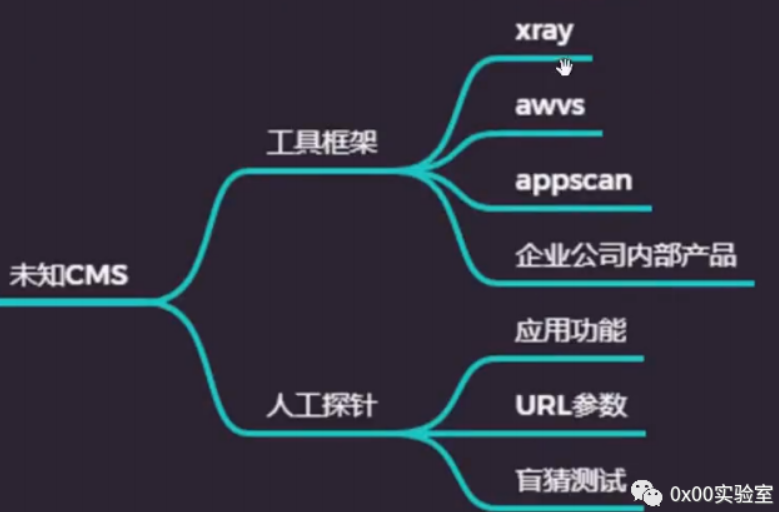 xray
awvs
工具框架
appscan
企业公司内部产品
未知CMS
应用功能
人工探针
URL参数
盲猜测试
0x00实验室